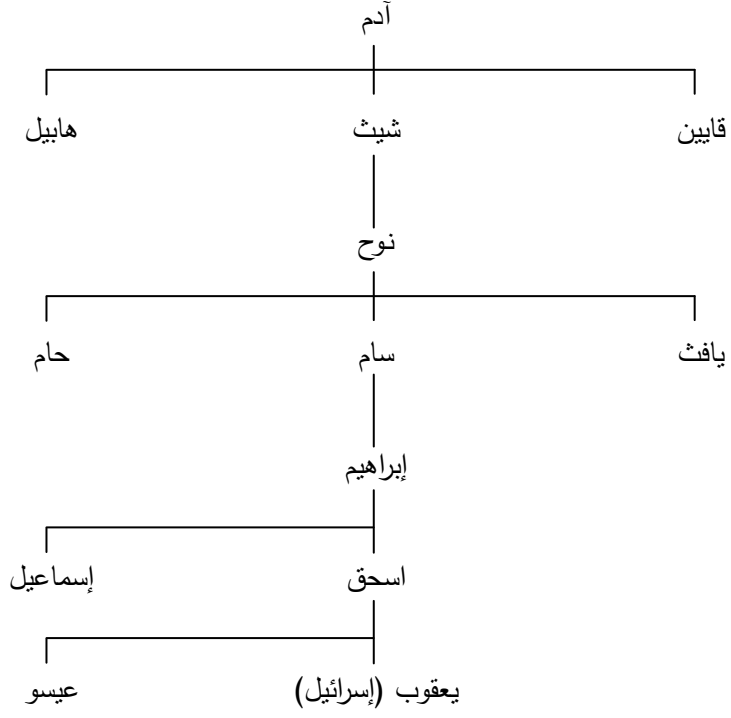 آدم
قايين شيث هابيل
نوح
يافث سام حام
إبراهيم
اسحق إسماعيل
يعقوب (إسرائيل) عيسو